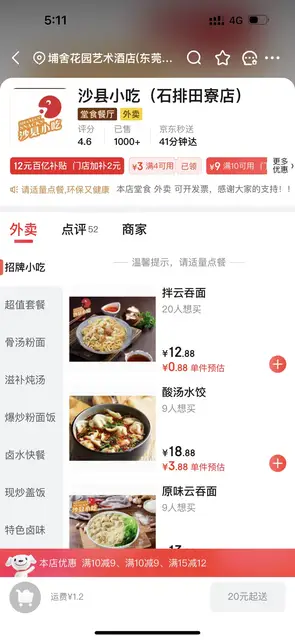 5:11
4G
埔舍花园艺术酒店(东莞...
沙县小吃
沙县小吃（石排田寮店）
堂食餐厅 外卖
评分 已售 京东秒送
4.6 1000+ 41分钟达
12元百亿补贴 门店加补2元 ¥3 满4可用 已领 ¥9 满10可用
更多优惠
请适量点餐,环保又健康 本店堂食 外卖 可开发票，感谢大家的支持！！
外卖 点评 52 商家
招牌小吃
超值套餐
骨汤粉面
滋补炖汤
爆炒粉面饭
卤水快餐
现炒盖饭
特色卤味
温馨提示，请适量点餐
拌云吞面
20人想买
¥12.88
¥0.88 单件预估
酸汤水饺
9人想买
¥18.88
¥3.88 单件预估
沙县小吃
原味云吞面
9人想买
本店优惠 满10减9、满10减9、满15减12
运费¥1.2
20元起送